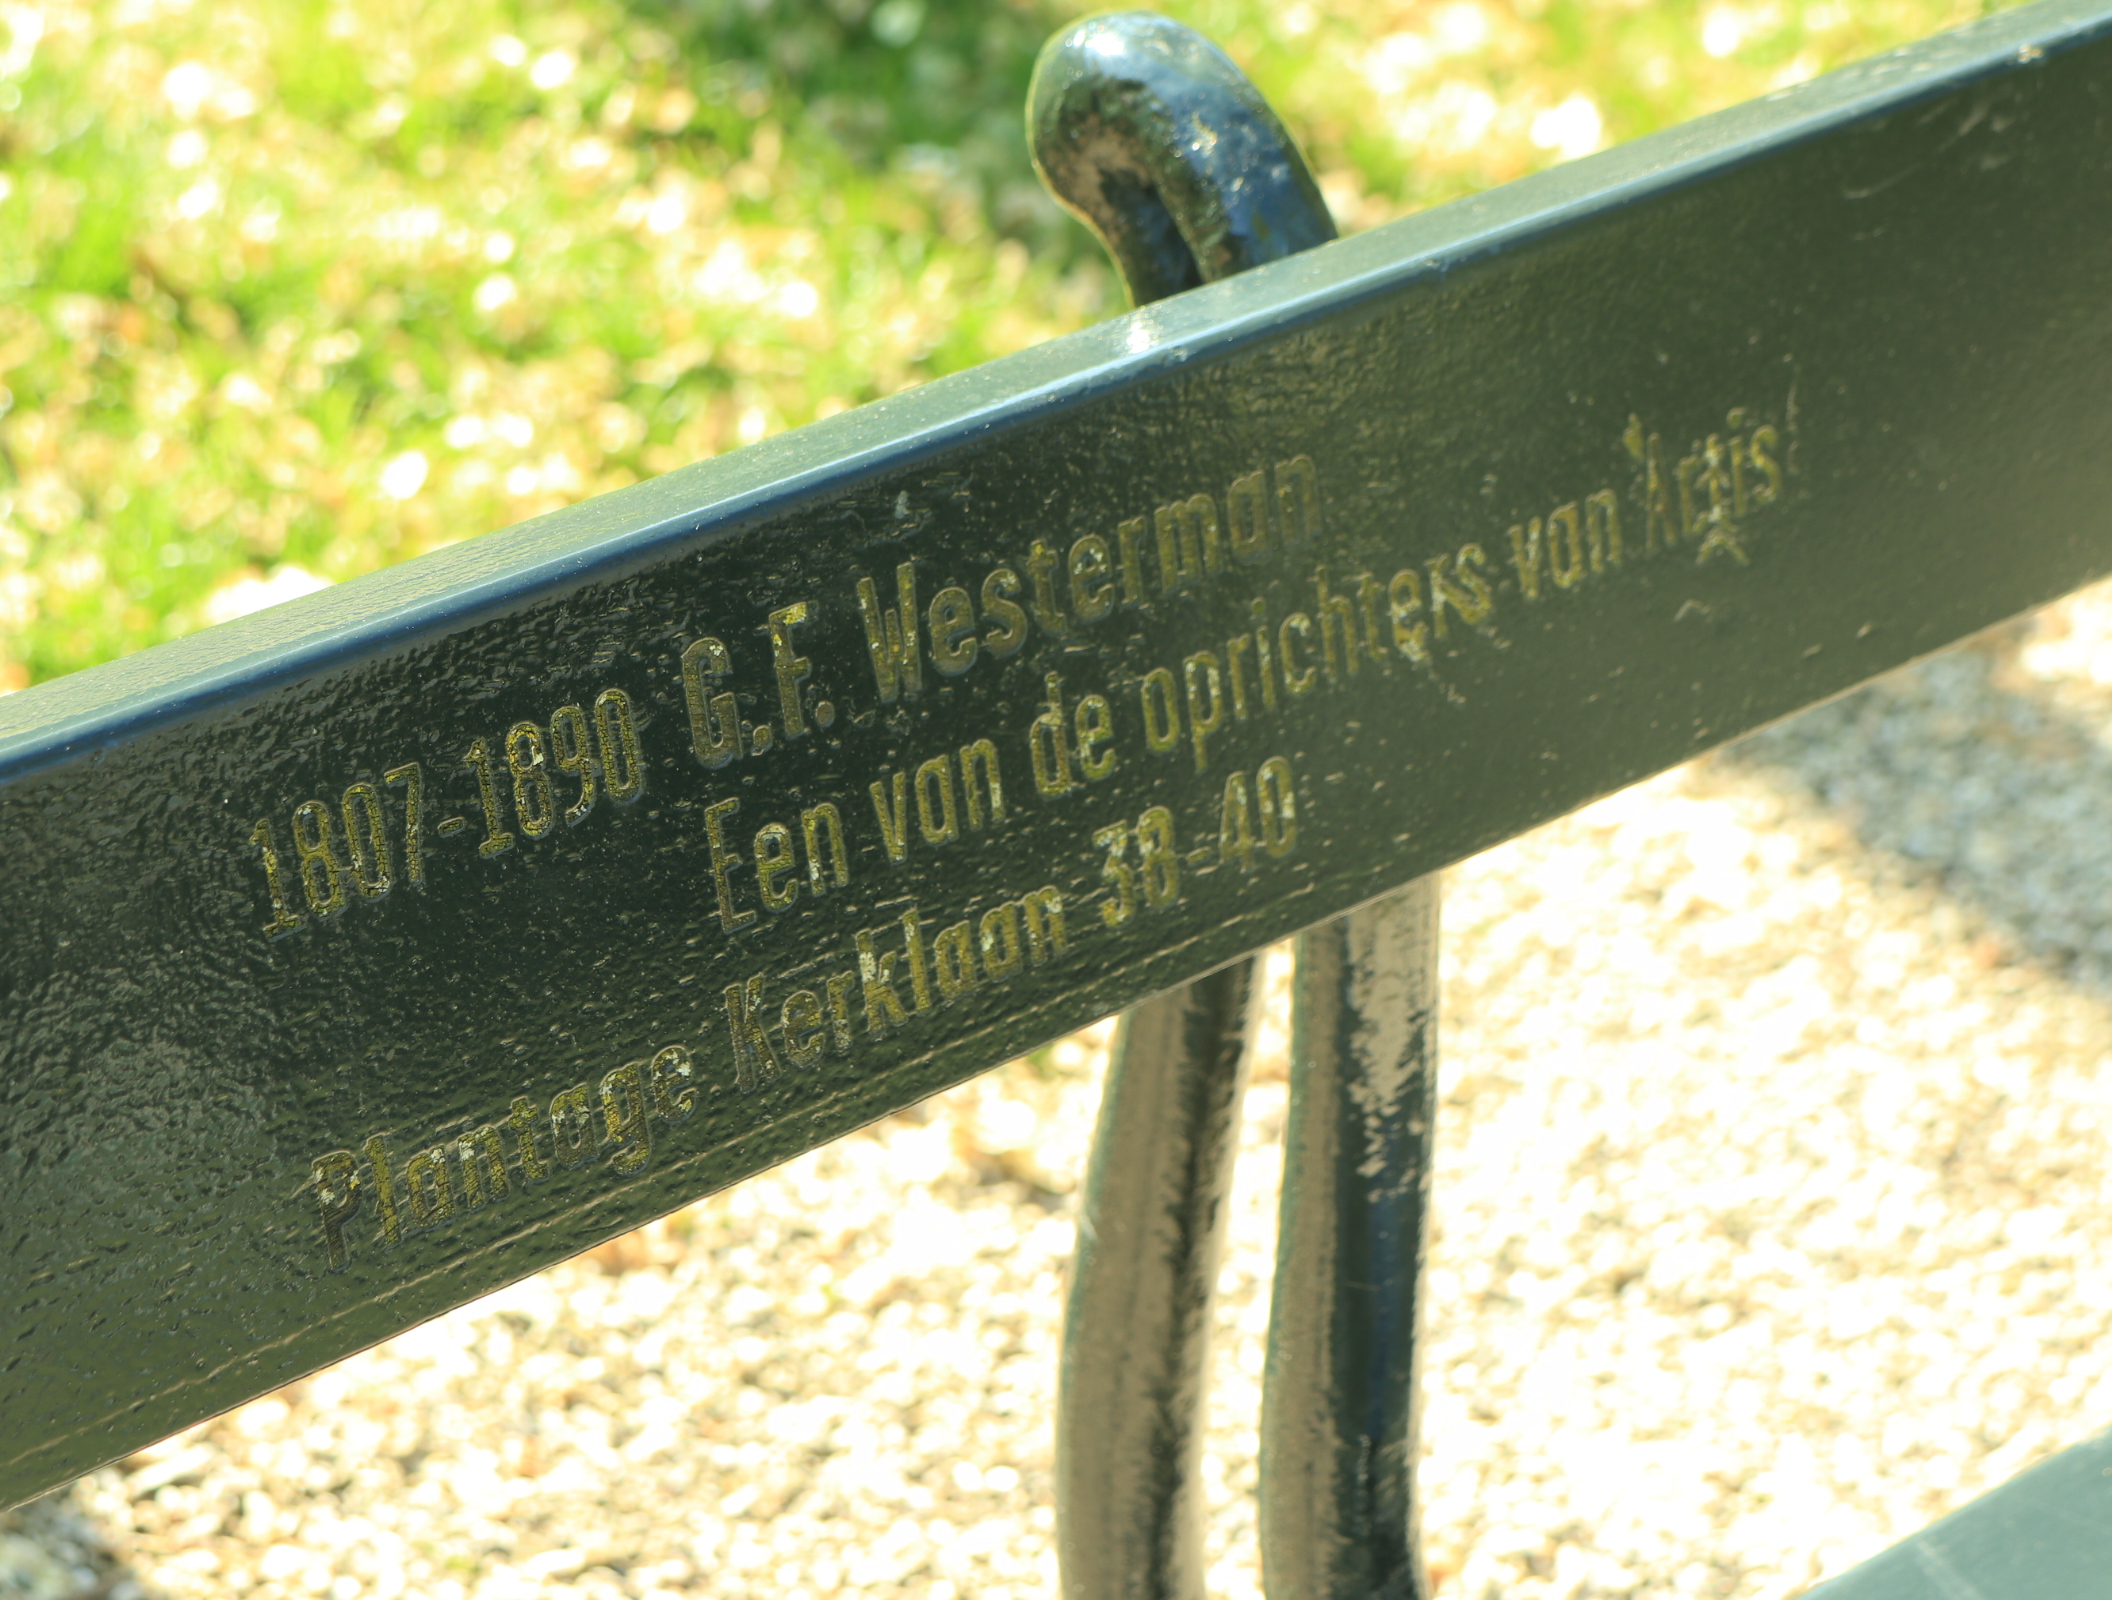 1807-1890 G.F. Westerman
Een van de oprichters van 'Artis'
Plantage Kerklaan 38-40